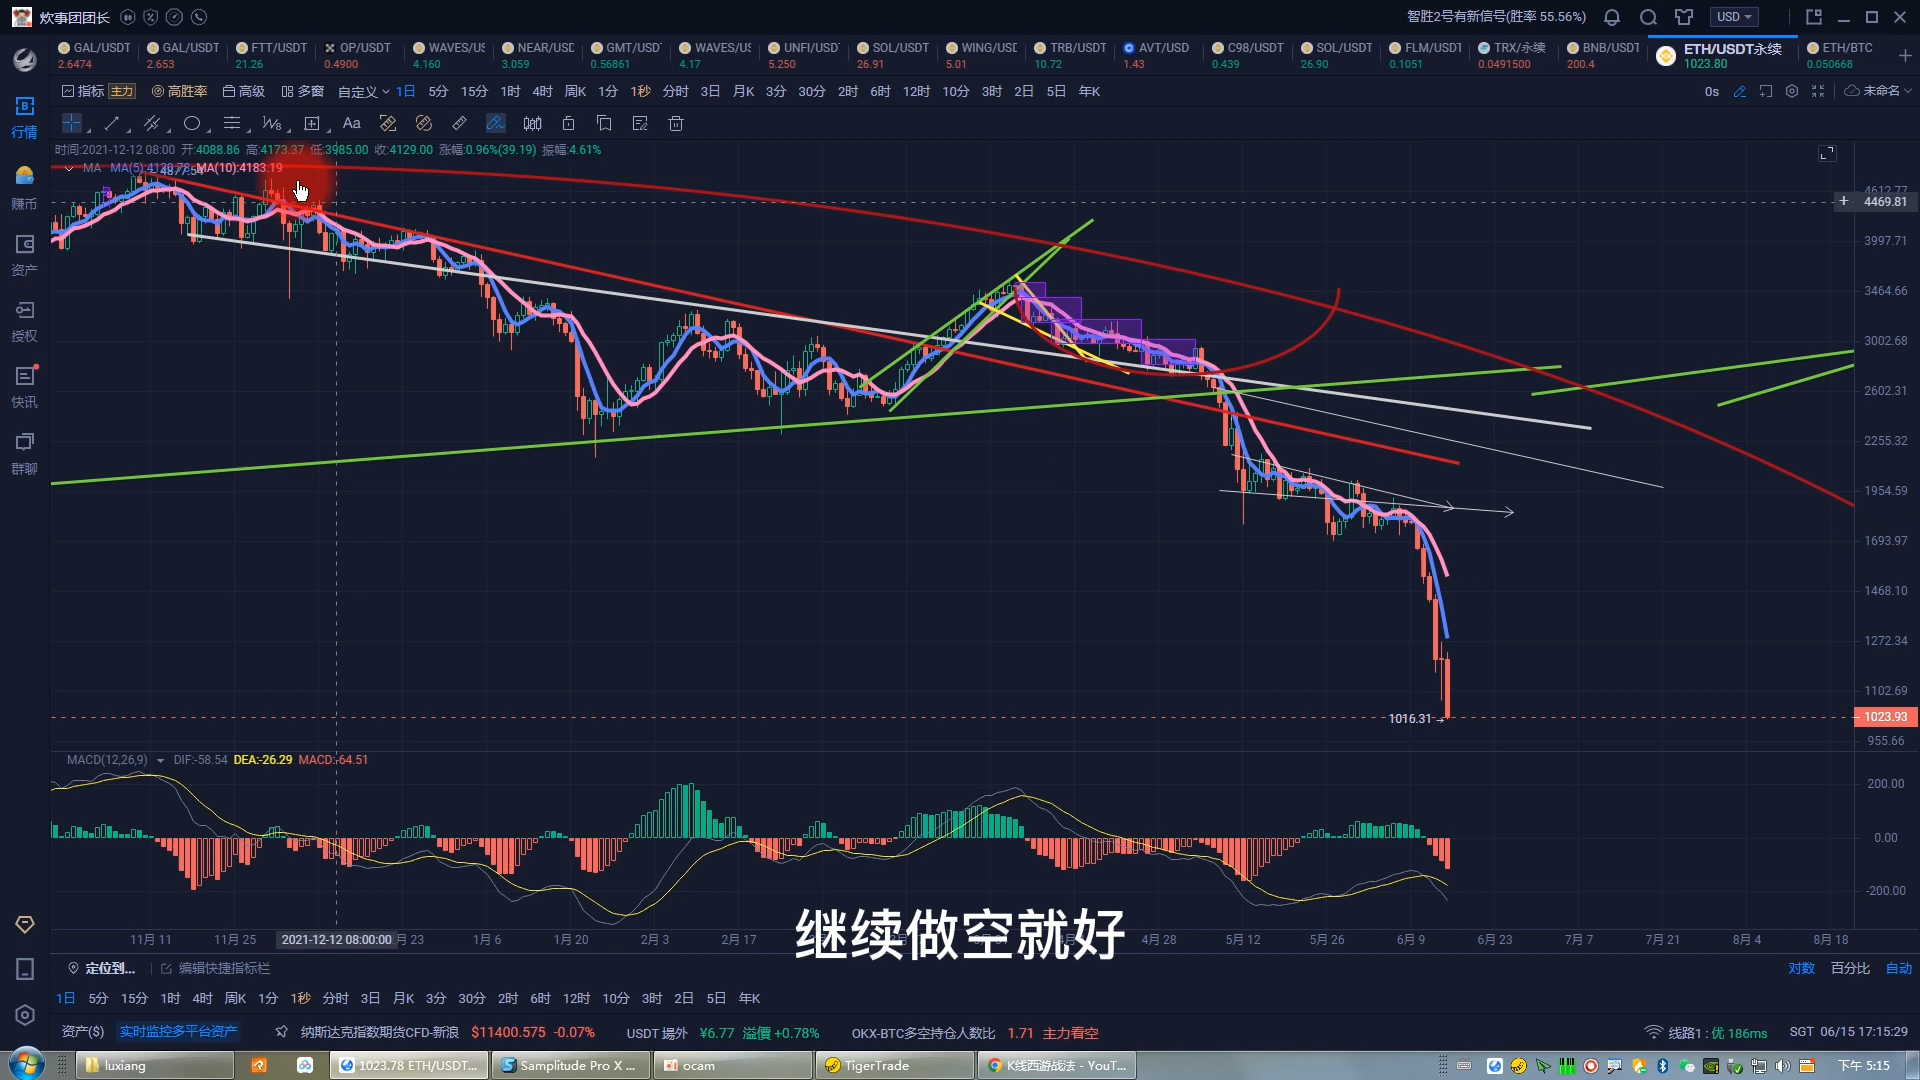 炊事团团长
智胜2号有新信号(胜率 55.56%)
USD
GAL/USDT 2.6474
GAL/USDT 2.653
FTT/USDT 21.26
OP/USDT 0.4900
WAVES/US 4.160
NEAR/USD 3.059
GMT/USD 0.56861
WAVES/US 4.17
UNFI/USD 5.250
SOL/USDT 26.91
WING/USD 5.01
TRB/USDT 10.72
AVT/USD 1.43
C98/USDT 0.439
SOL/USDT 26.90
FLM/USDT 0.1051
TRX/永续 0.0491500
BNB/USDT 200.4
ETH/USDT永续 1023.80
ETH/BTC 0.050668
指标 主力 高胜率 高级 多窗 自定义 1日 5分 15分 1时 4时 周K 1分 1秒 分时 3日 月K 3分 30分 2时 6时 12时 10分 3时 2日 5日 年K 0s 未命名
行情
赚币
资产
授权
快讯
群聊
Aa
时间:2021-12-12 08:00 开:4088.86 高:4173.37 低:3985.00 收:4129.00 涨幅:0.96%(39.19) 振幅:4.61%
MA MA(10):4183.19
4612.77
4469.81
3997.71
3464.66
3002.68
2602.31
2255.32
1954.59
1693.97
1468.10
1272.34
1102.69
1016.31
1023.93
955.66
MACD(12,26,9) DIF:-58.54 DEA:-26.29 MACD:-64.51
200.00
0.00
-200.00
继续做空就好
11月 11 11月 25 2021-12-12 08:00:00 月 23 1月 6 1月 20 2月 3 2月 17 4月 28 5月 12 5月 26 6月 9 6月 23 7月 7 7月 21 8月 4 8月 18
定位到... 编辑快捷指标栏 对数 百分比 自动
1日 5分 15分 1时 4时 周K 1分 1秒 分时 3日 月K 3分 30分 2时 6时 12时 10分 3时 2日 5日 年K
资产($) 实时监控多平台资产 纳斯达克指数期货CFD-新浪 $11400.575 -0.07% USDT 場外 ¥6.77 溢價 +0.78% OKX-BTC多空持仓人数比 1.71 主力看空 线路1 : 优 186ms SGT 06/15 17:15:29
luxiang 1023.78 ETH/USDT... Samplitude Pro X ... ocam TigerTrade K线西游战法 - YouT... 下午 5:15